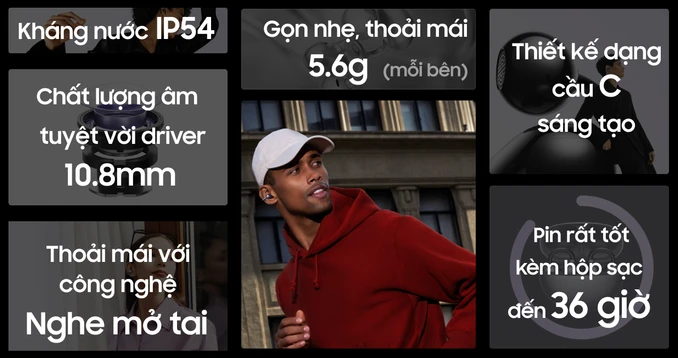 Kháng nước IP54
Chất lượng âm
tuyệt vời driver
10.8mm
Thoải mái với
công nghệ
Nghe mở tai
Gọn nhẹ, thoải mái
5.6g (mỗi bên)
Thiết kế dạng
cầu C
sáng tạo
Pin rất tốt
kèm hộp sạc
đến 36 giờ